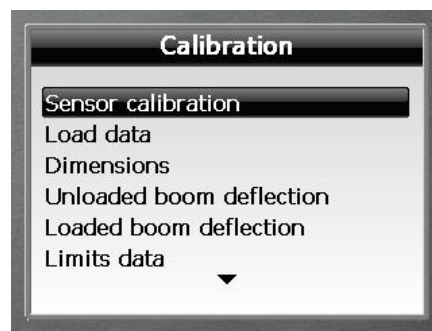 Calibration
Sensor calibration
Load data
Dimensions
Unloaded boom deflection
Loaded boom deflection
Limits data